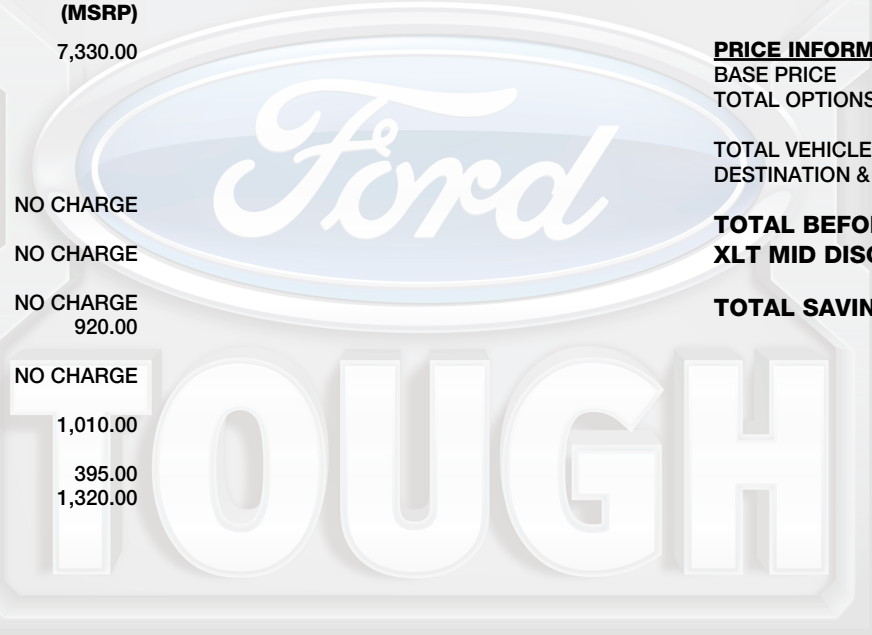 (MSRP)
7,330.00
NO CHARGE
NO CHARGE
NO CHARGE
920.00
NO CHARGE
1,010.00
395.00
1,320.00
PRICE INFORM
BASE PRICE
TOTAL OPTIONS
TOTAL VEHICLE
DESTINATION &
TOTAL BEFO
XLT MID DISC
TOTAL SAVIN
Ford
TOUGH